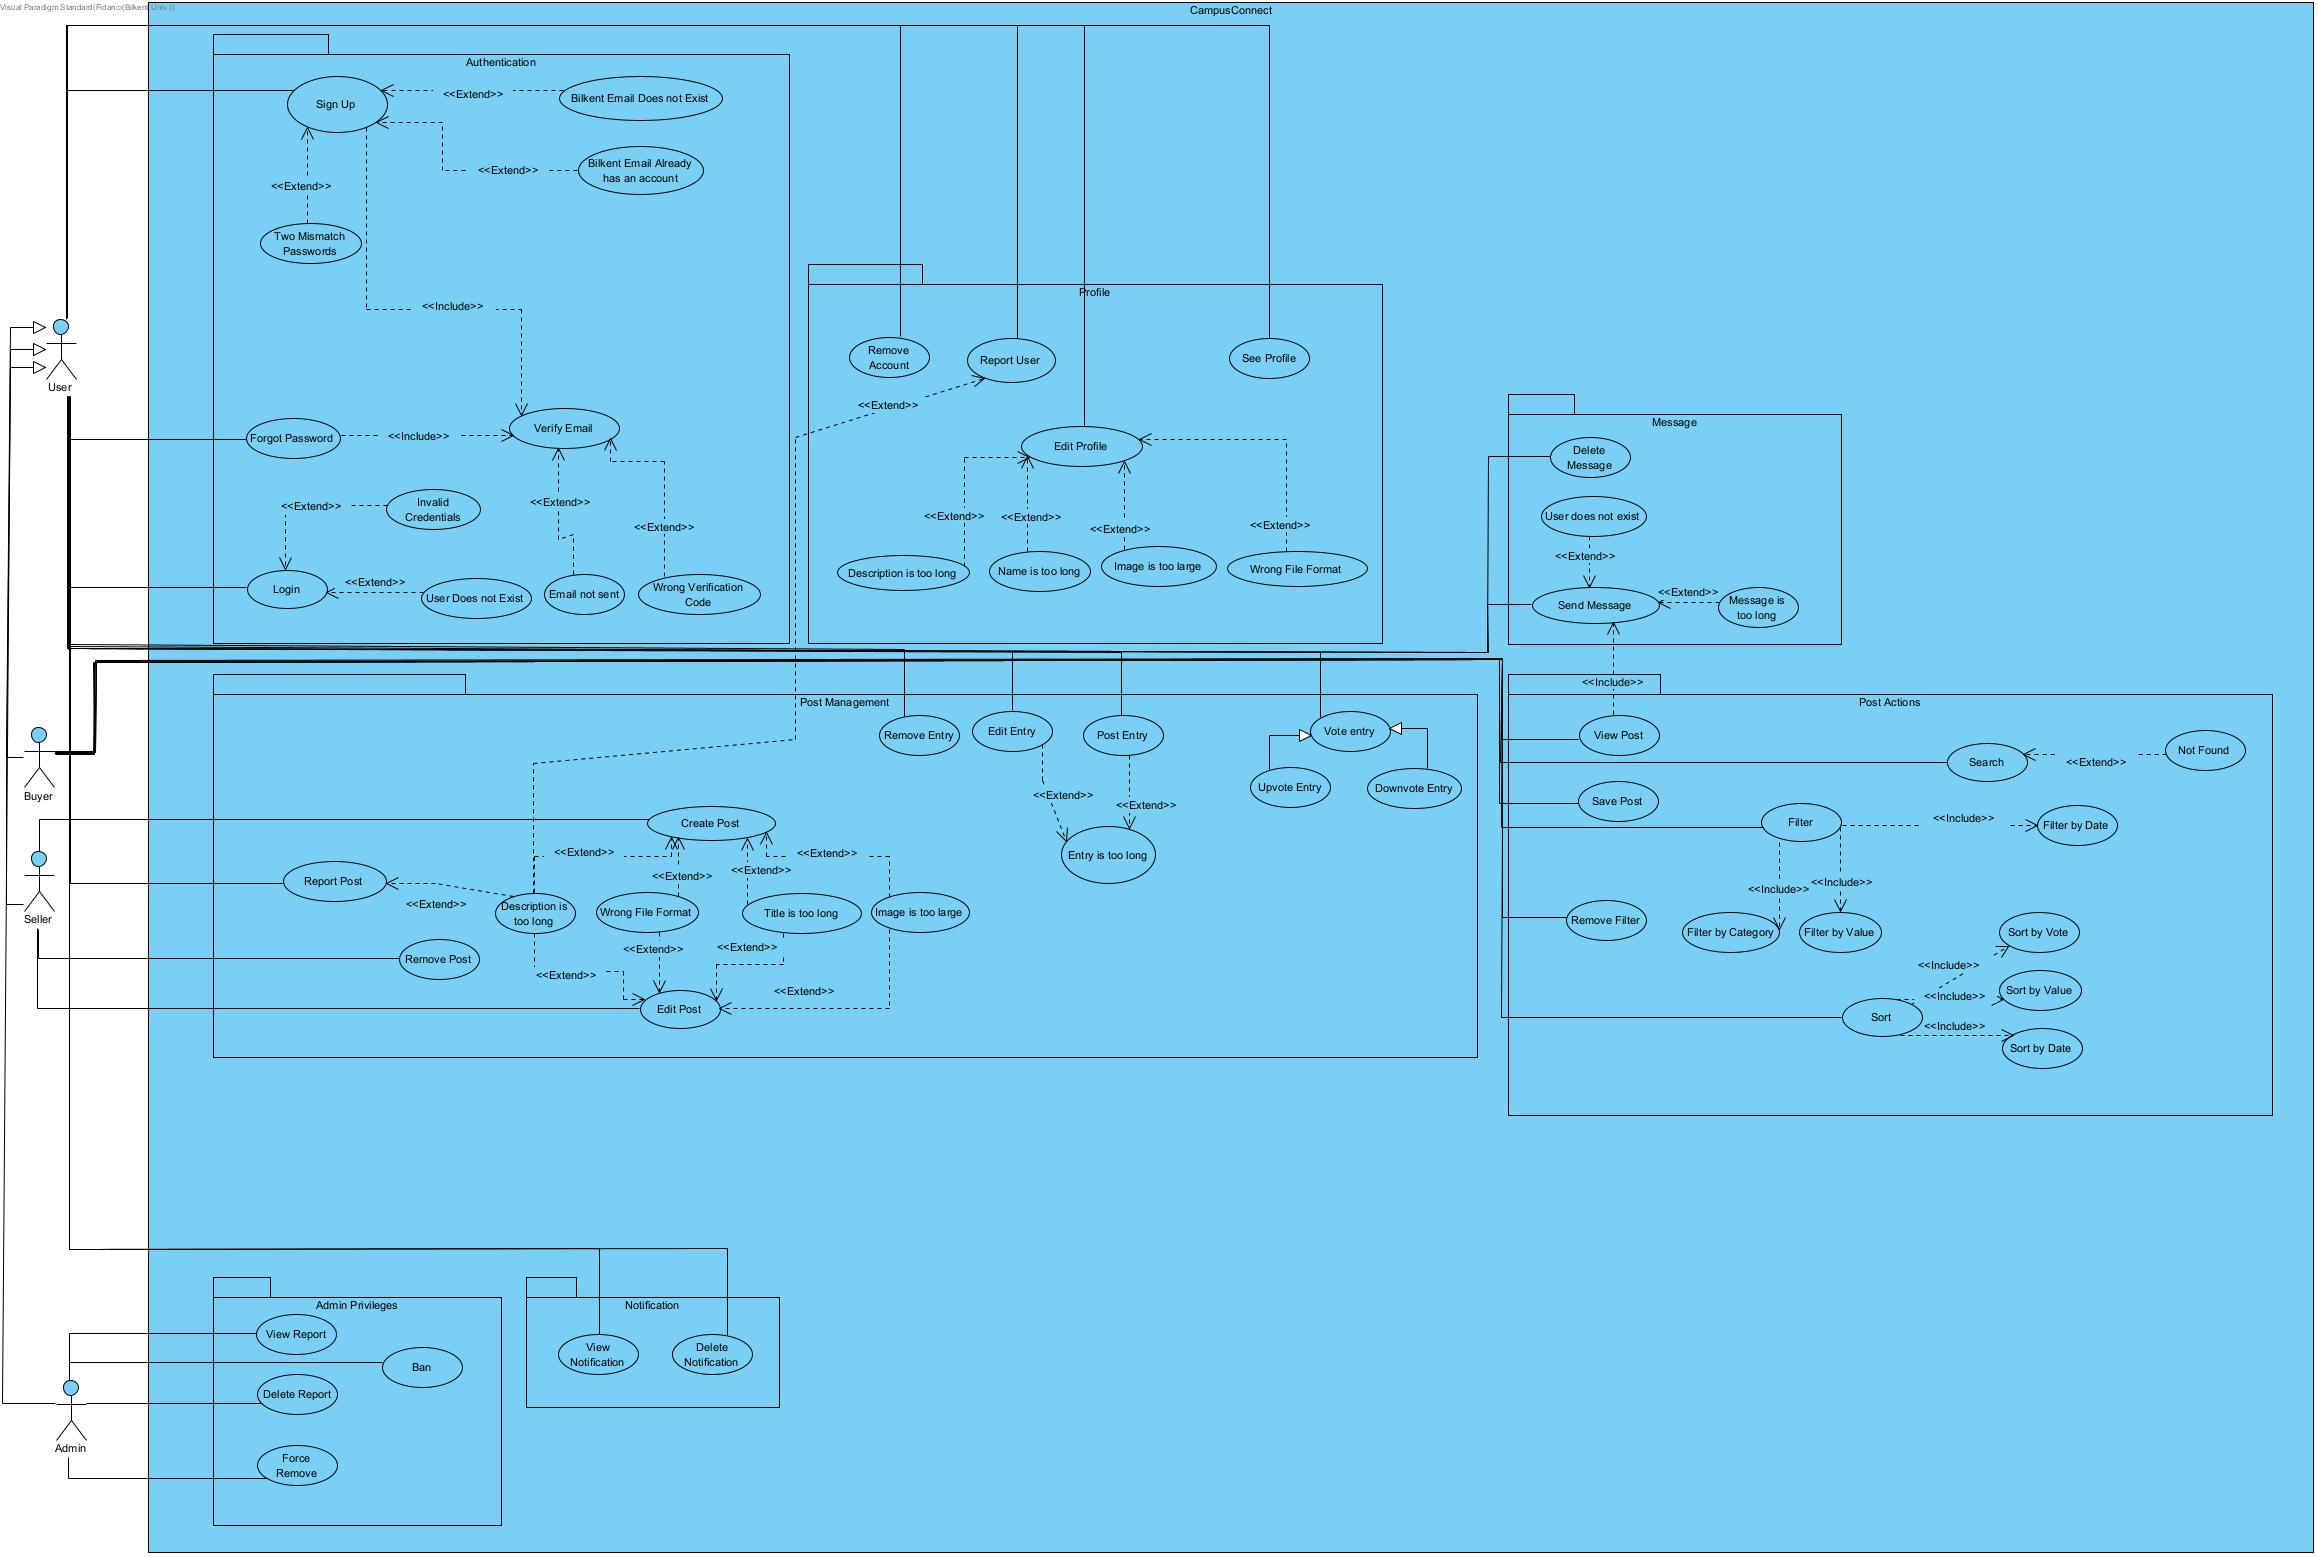 Visual Paradigm Standard(Fidancı(Bilkent Univ.))
CampusConnect
Authentication
Sign Up
<<Extend>>
Bilkent Email Does not Exist
Bilkent Email Already
has an account
<<Extend>>
<<Extend>>
Two Mismatch
Passwords
<<Include>>
Forgot Password
<<Include>>
Verify Email
<<Extend>>
Invalid
Credentials
<<Extend>>
<<Extend>>
Login
<<Extend>>
User Does not Exist
Email not sent
Wrong Verification
Code
Profile
Remove
Account
Report User
See Profile
<<Extend>>
Edit Profile
<<Extend>>
<<Extend>>
<<Extend>>
<<Extend>>
Description is too long
Name is too long
Image is too large
Wrong File Format
Message
Delete
Message
User does not exist
<<Extend>>
Send Message
<<Extend>>
Message is
too long
<<Include>>
User
Buyer
Seller
Admin
Post Management
Remove Entry
Edit Entry
Post Entry
Vote entry
Upvote Entry
Downvote Entry
<<Extend>>
<<Extend>>
Entry is too long
Create Post
<<Extend>>
<<Extend>>
<<Extend>>
<<Extend>>
Report Post
<<Extend>>
Description is
too long
Wrong File Format
Title is too long
Image is too large
Remove Post
<<Extend>>
<<Extend>>
<<Extend>>
<<Extend>>
Edit Post
Post Actions
View Post
Search
<<Extend>>
Not Found
Save Post
Filter
<<Include>>
Filter by Date
<<Include>>
<<Include>>
Remove Filter
Filter by Category
Filter by Value
Sort by Vote
<<Include>>
<<Include>>
Sort by Value
Sort
<<Include>>
Sort by Date
Admin Privileges
View Report
Ban
Delete Report
Force
Remove
Notification
View
Notification
Delete
Notification